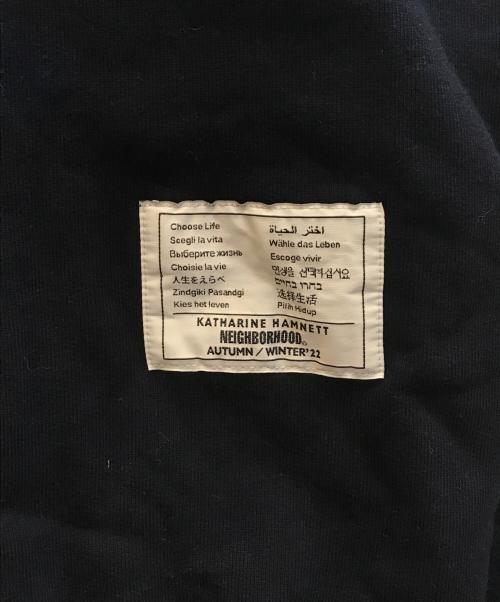 Choose Life
Scegli la vita
Выберите жизнь
Choisie la vie
人生をえらべ
Zindgiki Pasandgi
Kies het leven
اختر الحياة
Wähle das Leben
Escoge vivir
인생을 선택하십시요
בחרו בחיים
选择生活
Pilih Hidup
KATHARINE HAMNETT
NEIGHBORHOOD®
AUTUMN / WINTER'22